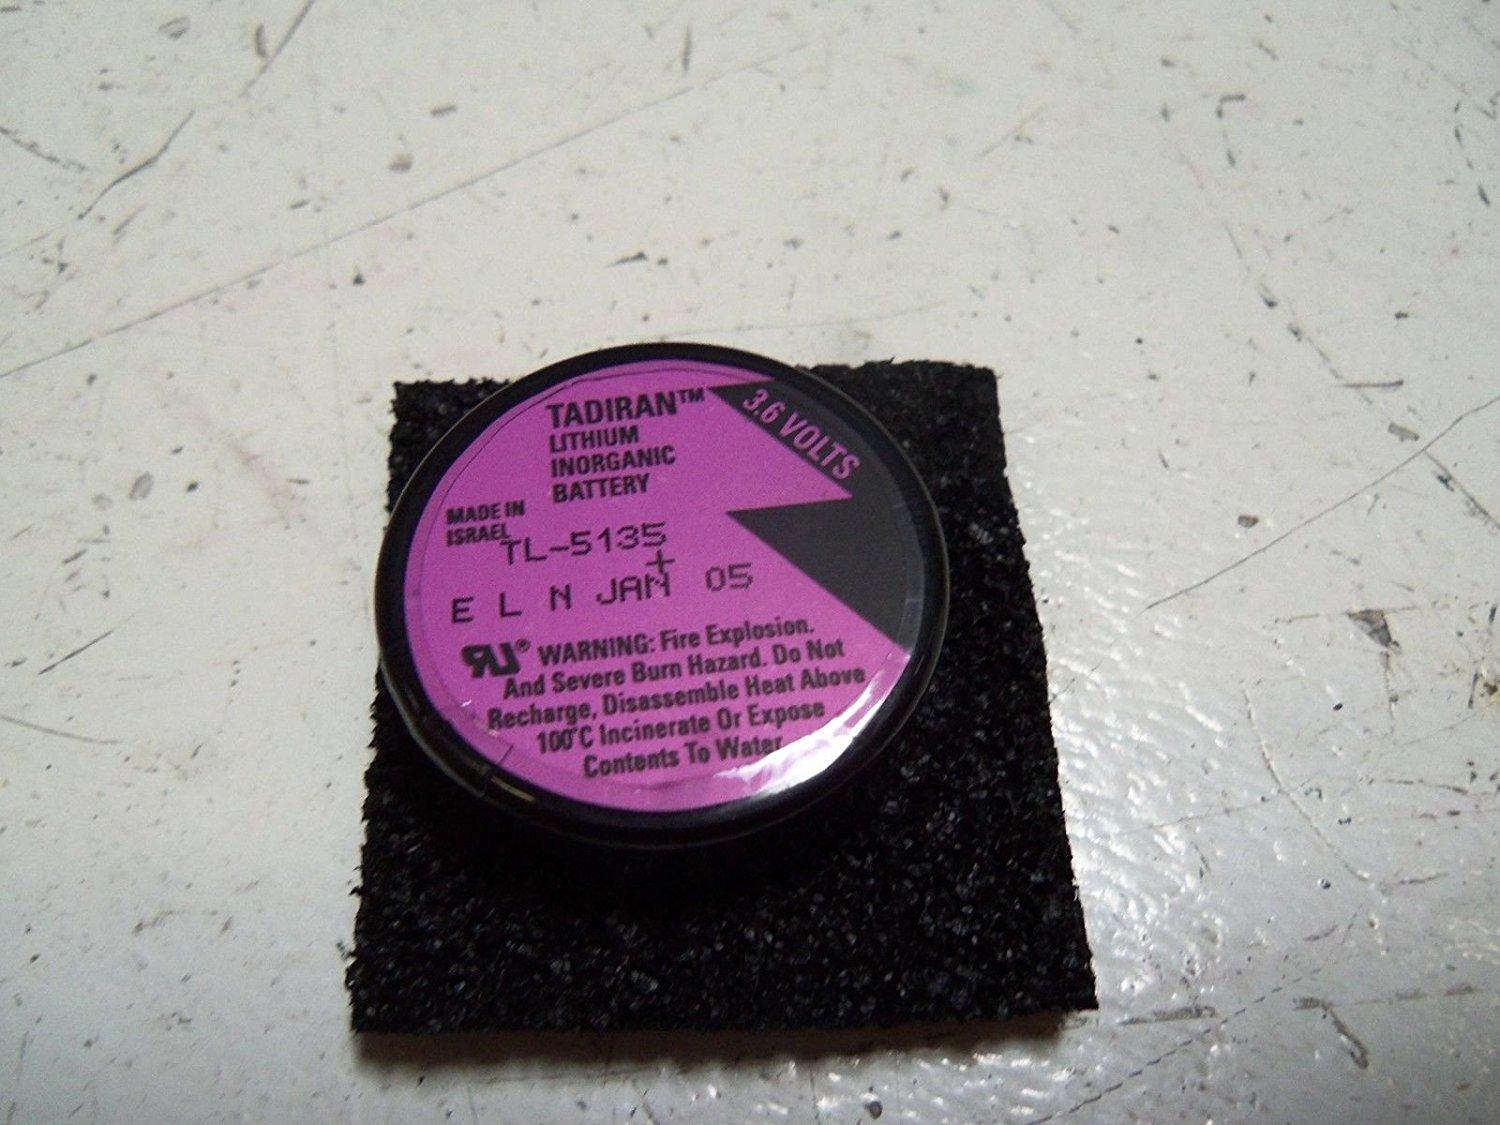 TADIRAN™
LITHIUM
INORGANIC
BATTERY
3.6 VOLTS
MADE IN
ISRAEL
TL-5135
+
E L N JAN 05
RU® WARNING: Fire Explosion.
And Severe Burn Hazard. Do Not
Recharge, Disassemble Heat Above
100°C Incinerate Or Expose
Contents To Water